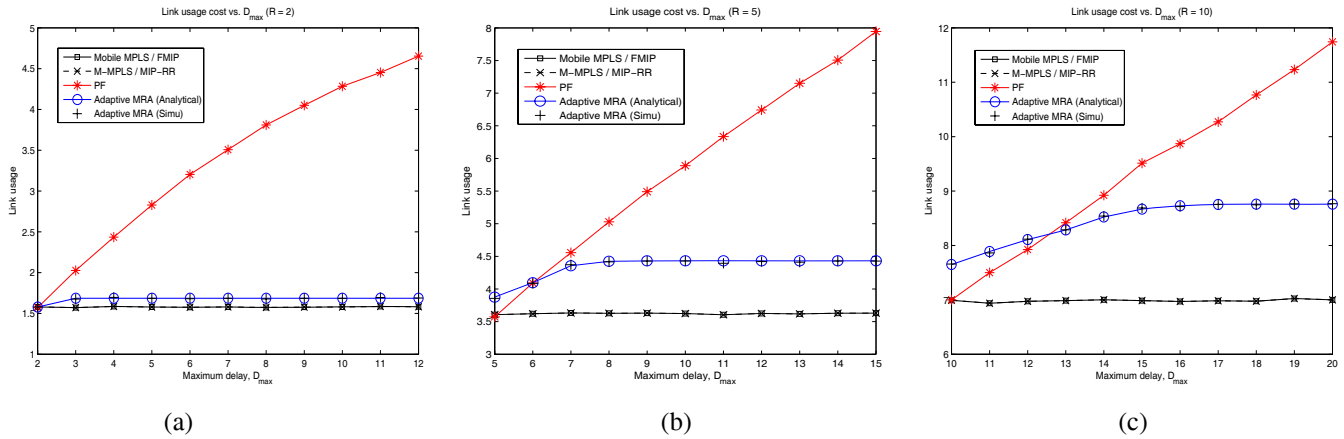 Link usage cost vs. D_max (R = 2)
Link usage
5
4.5
4
3.5
3
2.5
2
1.5
1
Mobile MPLS / FMIP
M-MPLS / MIP-RR
PF
Adaptive MRA (Analytical)
Adaptive MRA (Simu)
2 3 4 5 6 7 8 9 10 11 12
Maximum delay, D_max
(a)
Link usage cost vs. D_max (R = 5)
Link usage
8
7.5
7
6.5
6
5.5
5
4.5
4
3.5
3
Mobile MPLS / FMIP
M-MPLS / MIP-RR
PF
Adaptive MRA (Analytical)
Adaptive MRA (Simu)
5 6 7 8 9 10 11 12 13 14 15
Maximum delay, D_max
(b)
Link usage cost vs. D_max (R = 10)
Link usage
12
11
10
9
8
7
6
Mobile MPLS / FMIP
M-MPLS / MIP-RR
PF
Adaptive MRA (Analytical)
Adaptive MRA (Simu)
10 11 12 13 14 15 16 17 18 19 20
Maximum delay, D_max
(c)